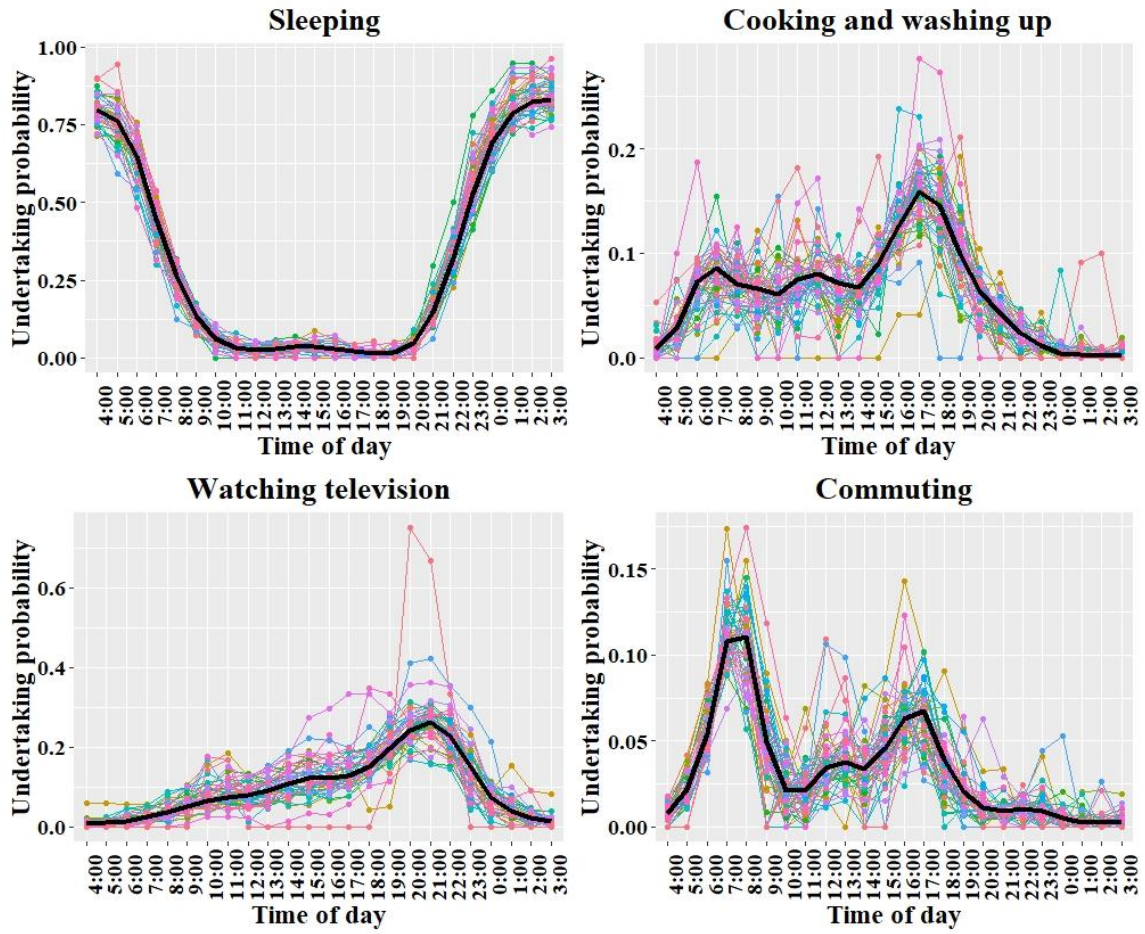 Sleeping
Undertaking probability
1.00
0.75
0.50
0.25
0.00
4:00 5:00 6:00 7:00 8:00 9:00 10:00 11:00 12:00 13:00 14:00 15:00 16:00 17:00 18:00 19:00 20:00 21:00 22:00 23:00 0:00 1:00 2:00 3:00
Time of day
Cooking and washing up
Undertaking probability
0.2
0.1
0.0
4:00 5:00 6:00 7:00 8:00 9:00 10:00 11:00 12:00 13:00 14:00 15:00 16:00 17:00 18:00 19:00 20:00 21:00 22:00 23:00 0:00 1:00 2:00 3:00
Time of day
Watching television
Undertaking probability
0.6
0.4
0.2
0.0
4:00 5:00 6:00 7:00 8:00 9:00 10:00 11:00 12:00 13:00 14:00 15:00 16:00 17:00 18:00 19:00 20:00 21:00 22:00 23:00 0:00 1:00 2:00 3:00
Time of day
Commuting
Undertaking probability
0.15
0.10
0.05
0.00
4:00 5:00 6:00 7:00 8:00 9:00 10:00 11:00 12:00 13:00 14:00 15:00 16:00 17:00 18:00 19:00 20:00 21:00 22:00 23:00 0:00 1:00 2:00 3:00
Time of day